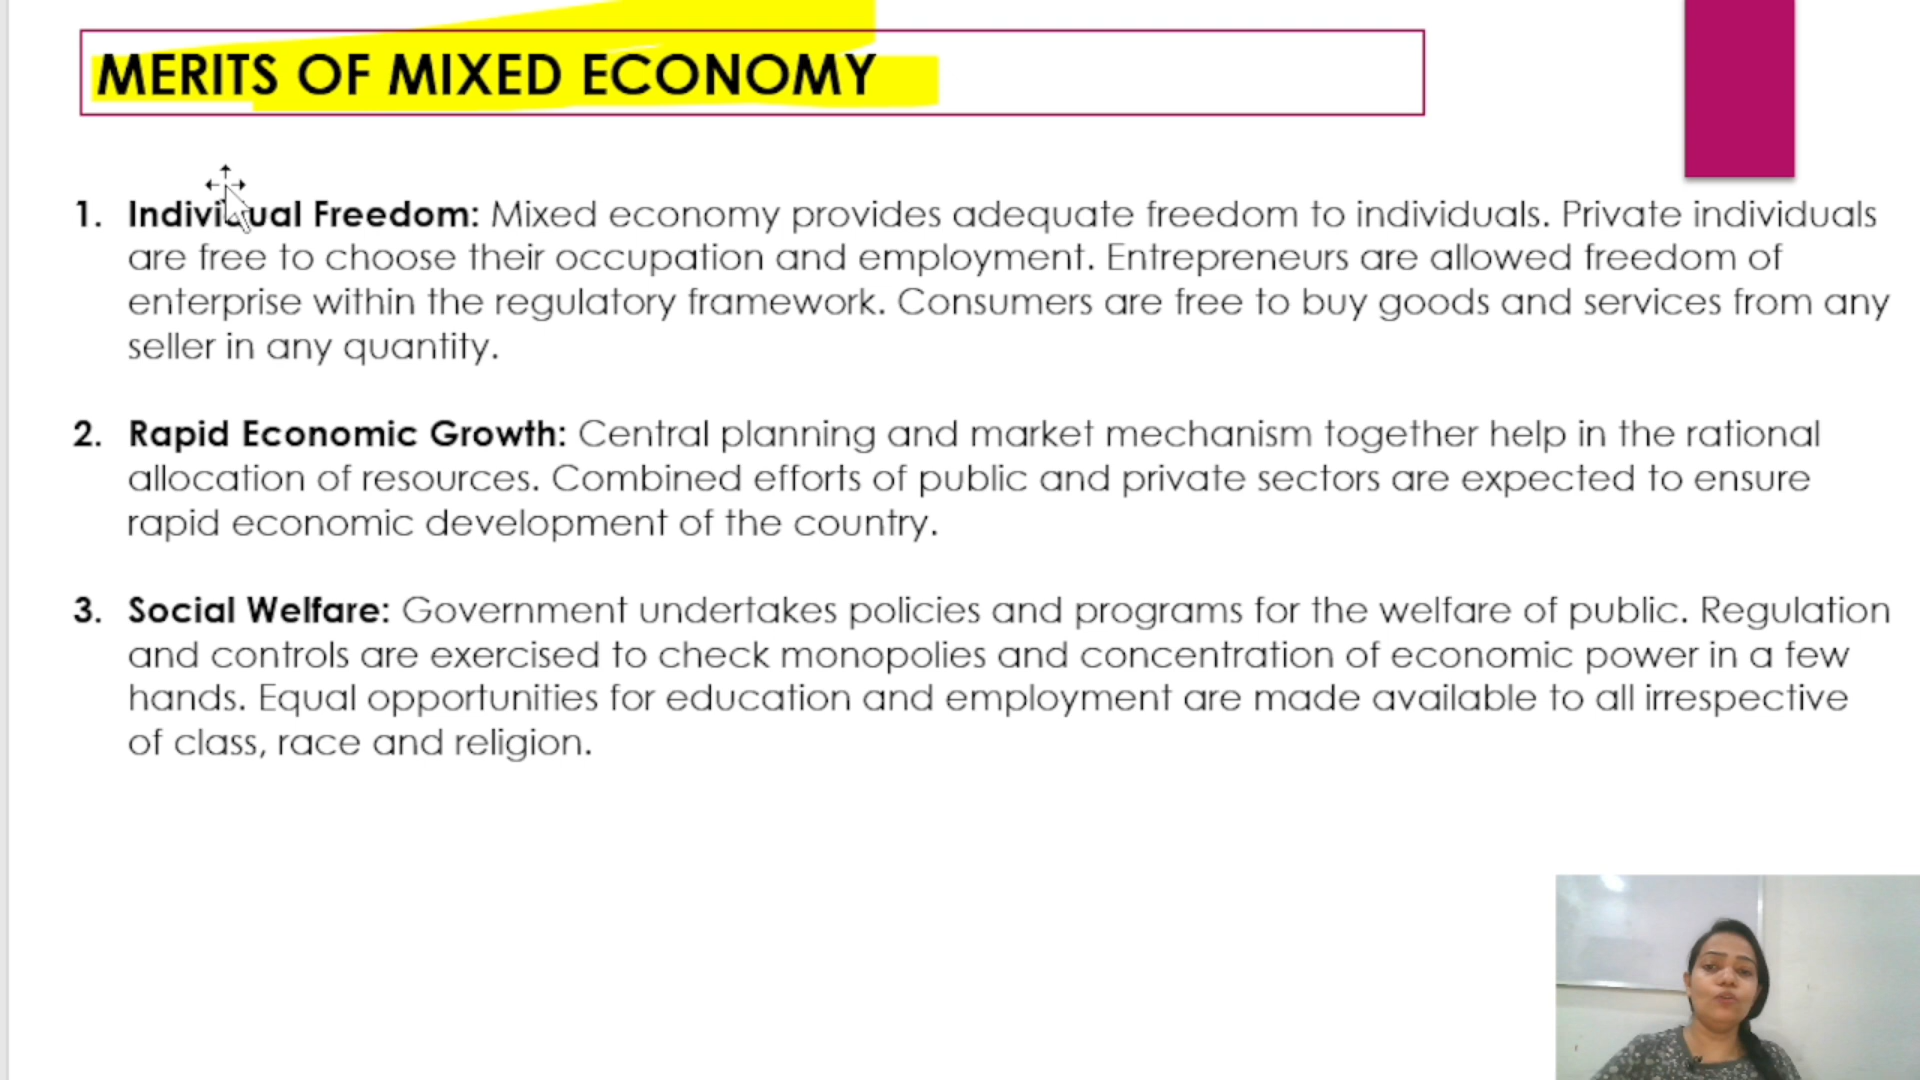 MERITS OF MIXED ECONOMY
1. Individual Freedom: Mixed economy provides adequate freedom to individuals. Private individuals
are free to choose their occupation and employment. Entrepreneurs are allowed freedom of
enterprise within the regulatory framework. Consumers are free to buy goods and services from any
seller in any quantity.
2. Rapid Economic Growth: Central planning and market mechanism together help in the rational
allocation of resources. Combined efforts of public and private sectors are expected to ensure
rapid economic development of the country.
3. Social Welfare: Government undertakes policies and programs for the welfare of public. Regulation
and controls are exercised to check monopolies and concentration of economic power in a few
hands. Equal opportunities for education and employment are made available to all irrespective
of class, race and religion.